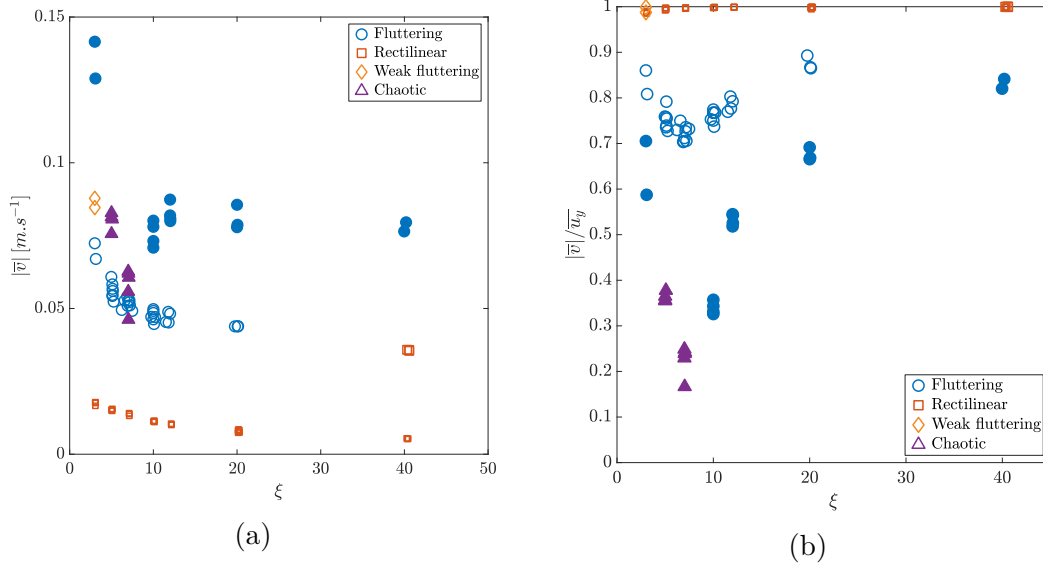 0.15
0.1
0.05
0
0 10 20 30 40 50
|v̅| [m.s⁻¹]
ξ
Fluttering
Rectilinear
Weak fluttering
Chaotic
(a)
1
0.9
0.8
0.7
0.6
0.5
0.4
0.3
0.2
0.1
0
0 10 20 30 40
|v̅|/u̅_y̅
ξ
Fluttering
Rectilinear
Weak fluttering
Chaotic
(b)